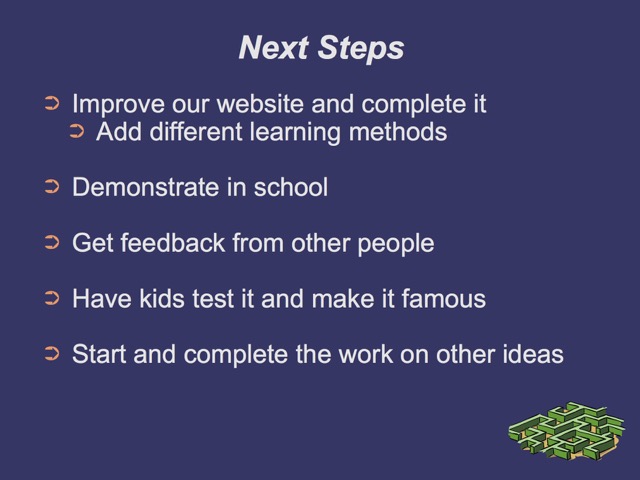 Next Steps
Improve our website and complete it
Add different learning methods
Demonstrate in school
Get feedback from other people
Have kids test it and make it famous
Start and complete the work on other ideas